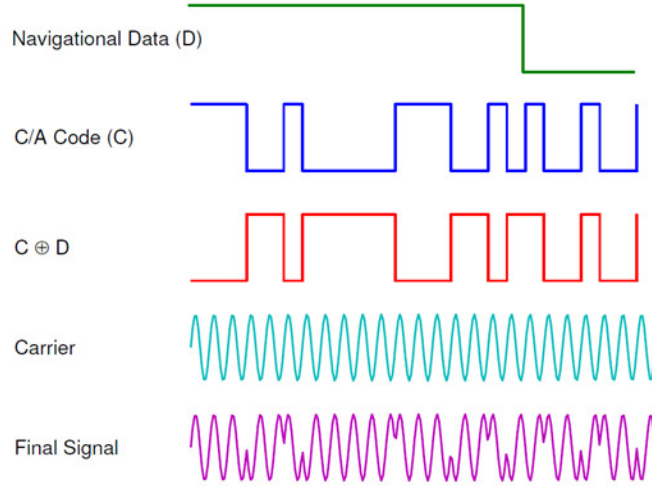 Navigational Data (D)
C/A Code (C)
C ⊕ D
Carrier
Final Signal